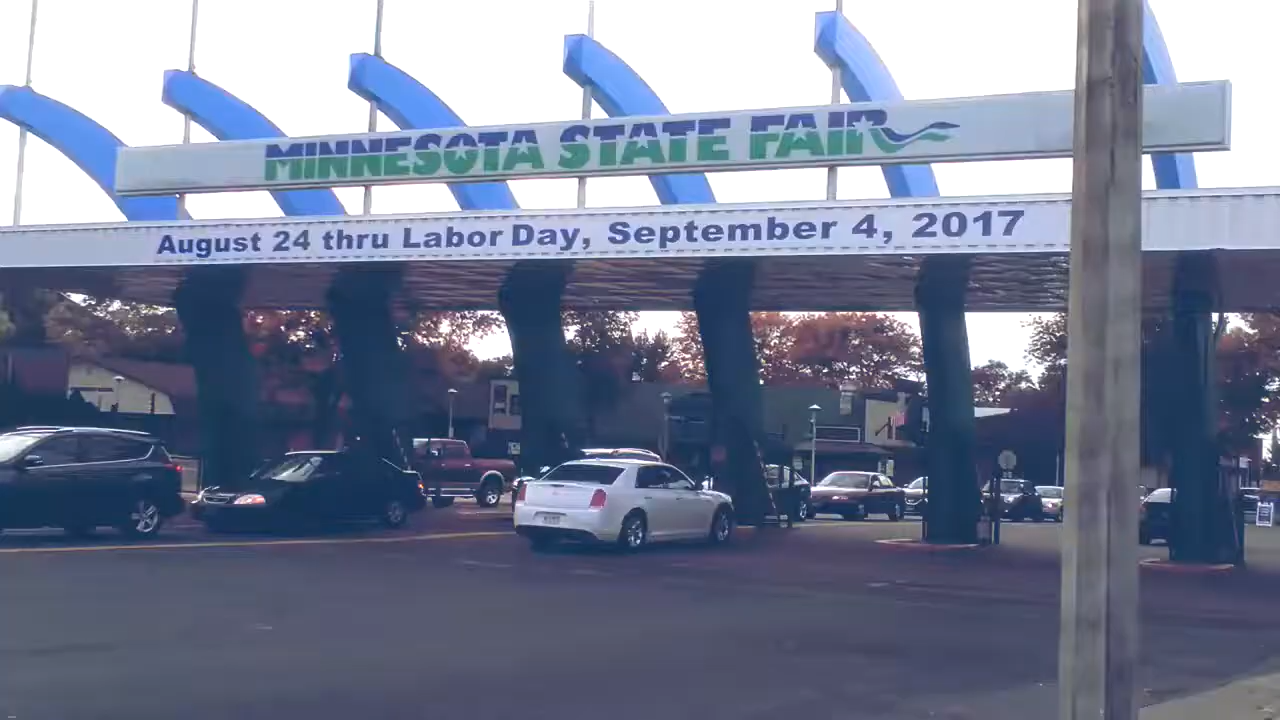 MINNESOTA STATE FAIR
August 24 thru Labor Day, September 4, 2017